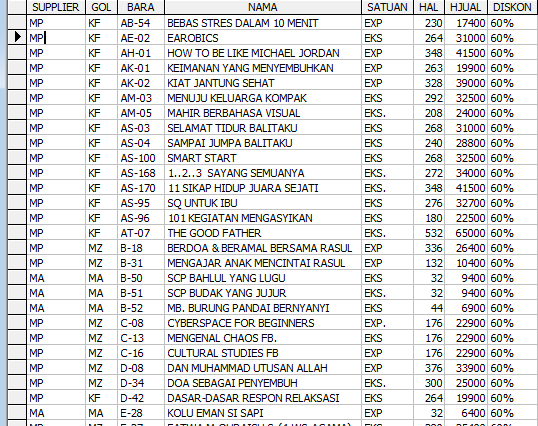 SUPPLIER GOL BARA NAMA SATUAN HAL HJUAL DISKON
MP KF AB-54 BEBAS STRES DALAM 10 MENIT EXP 230 17400 60%
MP KF AE-02 EAROBICS EKS 264 31000 60%
MP KF AH-01 HOW TO BE LIKE MICHAEL JORDAN EXP 348 41500 60%
MP KF AK-01 KEIMANAN YANG MENYEMBUHKAN EXP 263 19900 60%
MP KF AK-02 KIAT JANTUNG SEHAT EXP 328 39000 60%
MP KF AM-03 MENUJU KELUARGA KOMPAK EKS 292 32500 60%
MP KF AM-05 MAHIR BERBAHASA VISUAL EKS. 208 24000 60%
MP KF AS-03 SELAMAT TIDUR BALITAKU EKS 268 31000 60%
MP KF AS-04 SAMPAI JUMPA BALITAKU EKS 240 28800 60%
MP KF AS-100 SMART START EKS 268 32500 60%
MP KF AS-168 1..2..3 SAYANG SEMUANYA EKS. 272 34000 60%
MP KF AS-170 11 SIKAP HIDUP JUARA SEJATI EKS. 348 41500 60%
MP KF AS-95 SQ UNTUK IBU EKS 276 32700 60%
MP KF AS-96 101 KEGIATAN MENGASYIKAN EKS 180 22500 60%
MP KF AT-07 THE GOOD FATHER EKS. 532 65000 60%
MP MZ B-18 BERDOA & BERAMAL BERSAMA RASUL EXP 336 26400 60%
MP MZ B-31 MENGAJAR ANAK MENCINTAI RASUL EXP 132 10400 60%
MA MA B-50 SCP BAHLUL YANG LUGU EKS 32 9400 60%
MA MA B-51 SCP BUDAK YANG JUJUR EKS. 32 9400 60%
MA MA B-52 MB. BURUNG PANDAI BERNYANYI EKS 44 6900 60%
MP MZ C-08 CYBERSPACE FOR BEGINNERS EXP. 176 22900 60%
MP MZ C-13 MENGENAL CHAOS FB. EKS 176 22900 60%
MP MZ C-16 CULTURAL STUDIES FB EXP 176 22900 60%
MP MZ D-08 DAN MUHAMMAD UTUSAN ALLAH EXP 376 33900 60%
MP MZ D-34 DOA SEBAGAI PENYEMBUH EKS. 300 25000 60%
MP KF D-42 DASAR-DASAR RESPON RELAKSASI EKS 264 19900 60%
MA MA E-28 KOLU EMAN SI SAPI EXP 32 6400 60%